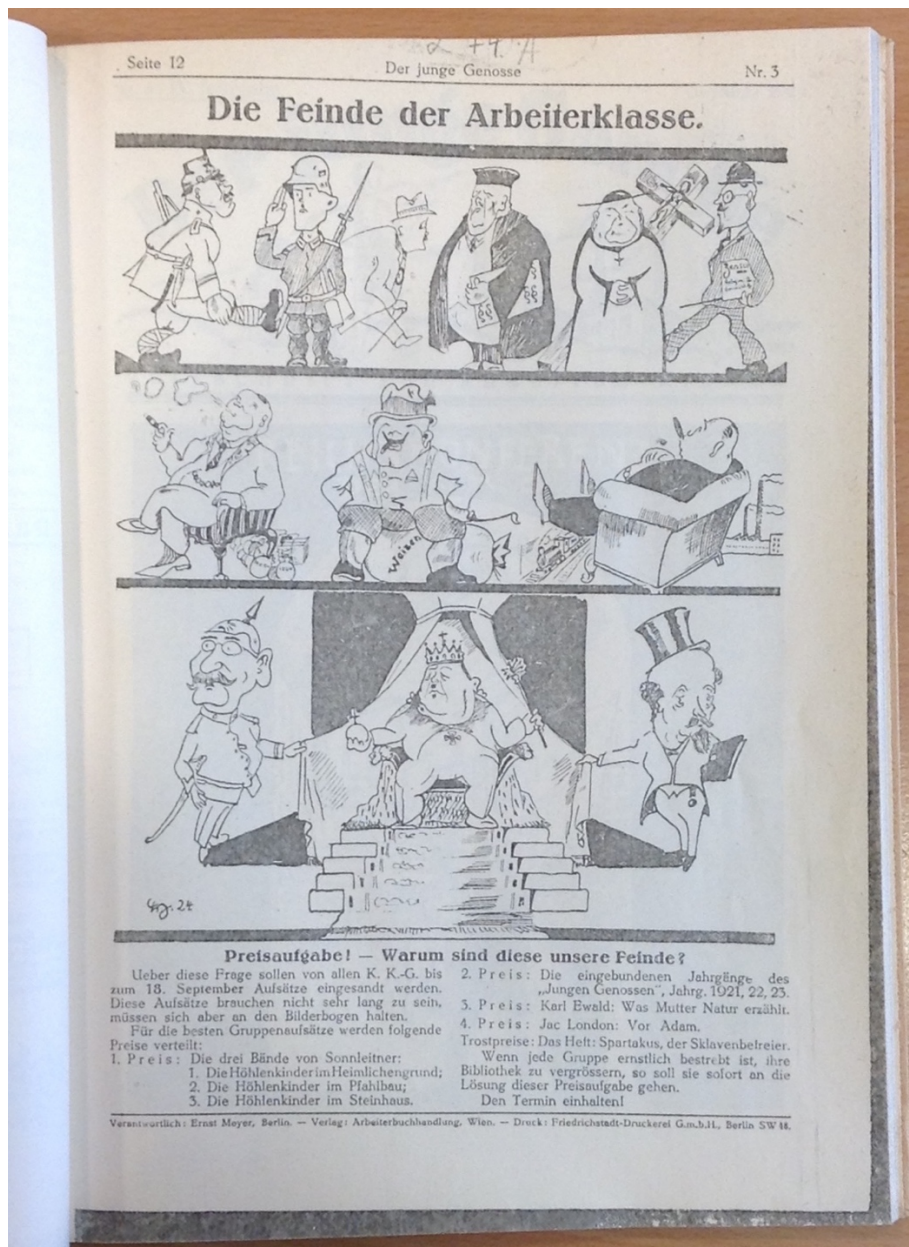 Seite 12
Der junge Genosse
Nr. 3
Die Feinde der Arbeiterklasse.
Weizen
24
Preisaufgabe! — Warum sind diese unsere Feinde?
Ueber diese Frage sollen von allen K. K.-G. bis
zum 18. September Aufsätze eingesandt werden.
Diese Aufsätze brauchen nicht sehr lang zu sein,
müssen sich aber an den Bilderbogen halten.
Für die besten Gruppenaufsätze werden folgende
Preise verteilt:
1. Preis: Die drei Bände von Sonnleitner:
1. Die Höhlenkinder im Heimlichengrund;
2. Die Höhlenkinder im Pfahlbau;
3. Die Höhlenkinder im Steinhaus.
2. Preis: Die eingebundenen Jahrgänge des
„Jungen Genossen", Jahrg. 1921, 22, 23.
3. Preis: Karl Ewald: Was Mutter Natur erzählt.
4. Preis: Jac London: Vor Adam.
Trostpreise: Das Heft: Spartakus, der Sklavenbefreier.
Wenn jede Gruppe ernstlich bestrebt ist, ihre
Bibliothek zu vergrössern, so soll sie sofort an die
Lösung dieser Preisaufgabe gehen.
Den Termin einhalten!
Verantwortlich: Ernst Meyer, Berlin. — Verlag: Arbeiterbuchhandlung, Wien. — Druck: Friedrichstadt-Druckerei G.m.b.H., Berlin SW 48.